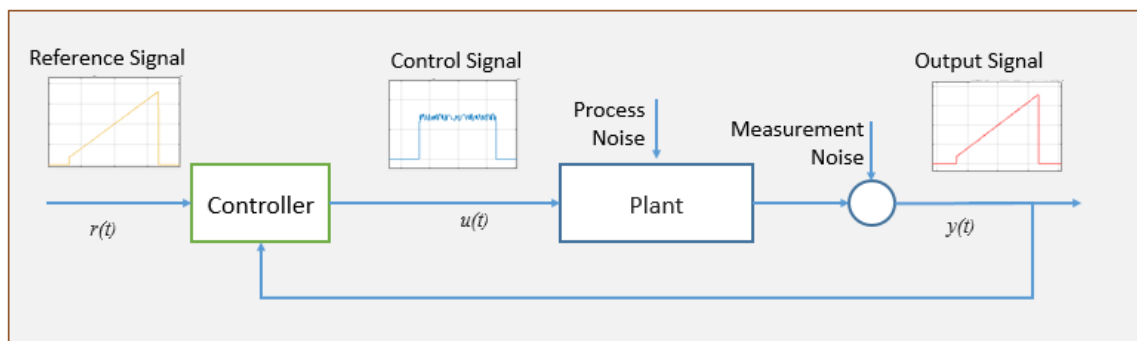 Reference Signal
Control Signal
Output Signal
Process
Noise
Measurement
Noise
Controller
Plant
r(t)
u(t)
y(t)